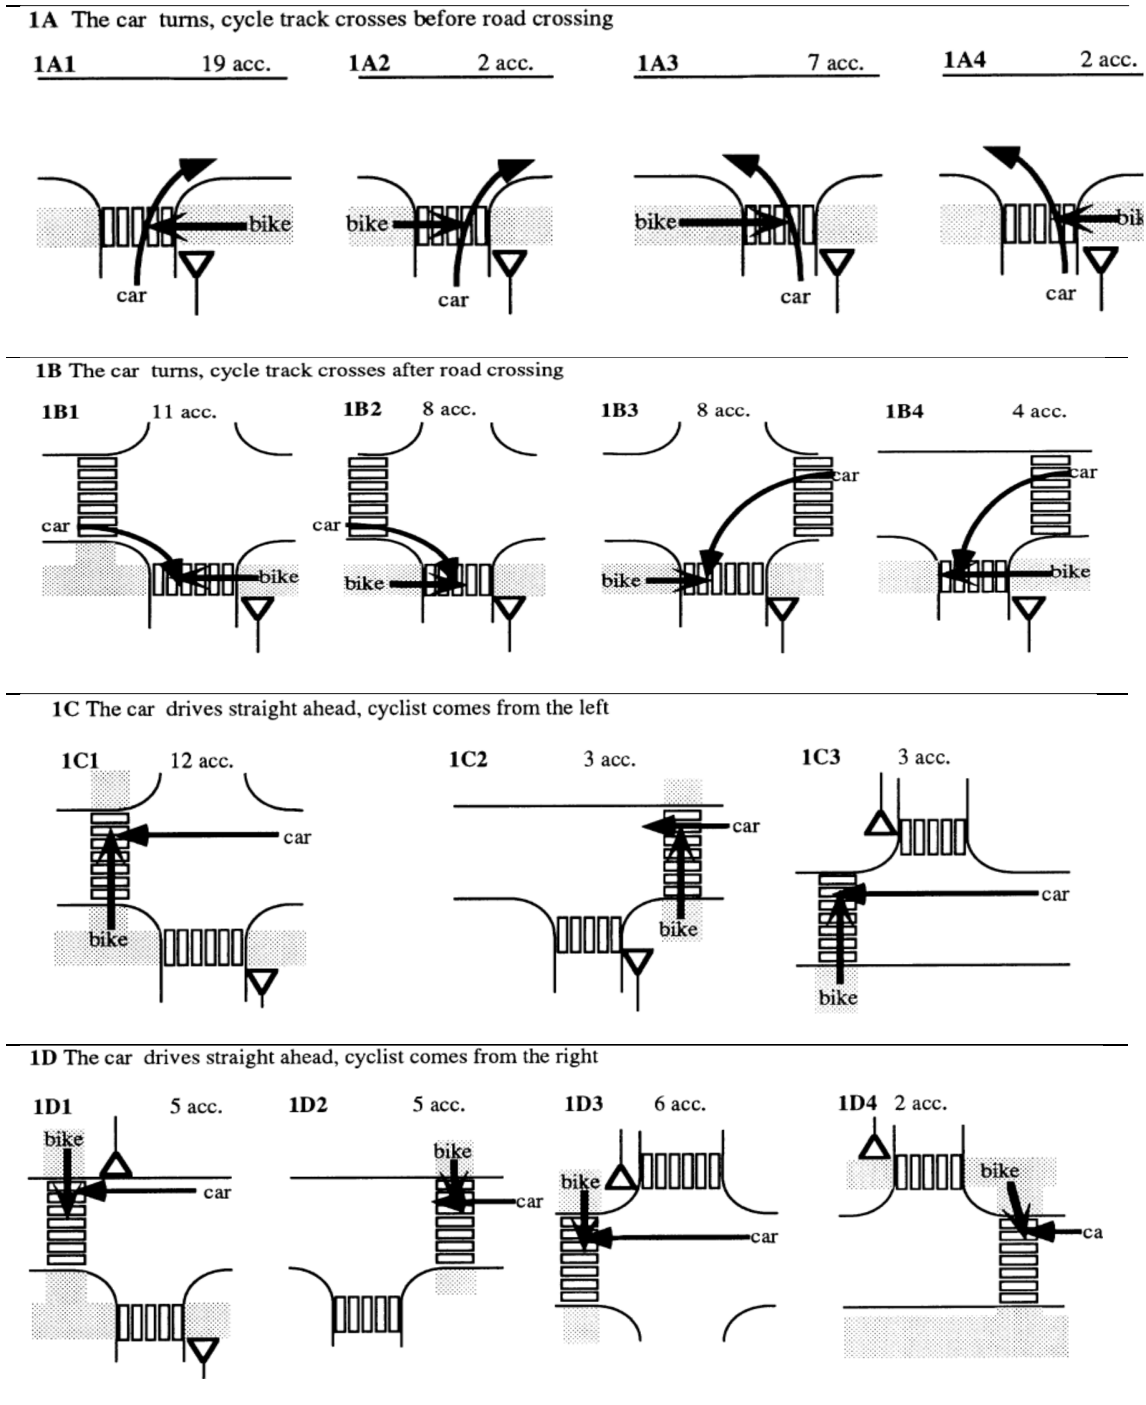 1A The car turns, cycle track crosses before road crossing
1A1 19 acc. 1A2 2 acc. 1A3 7 acc. 1A4 2 acc.
bike bike bike bik
car car car car
1B The car turns, cycle track crosses after road crossing
1B1 11 acc. 1B2 8 acc. 1B3 8 acc. 1B4 4 acc.
car car car car
bike bike bike bike
1C The car drives straight ahead, cyclist comes from the left
1C1 12 acc. 1C2 3 acc. 1C3 3 acc.
car car car
bike bike bike
1D The car drives straight ahead, cyclist comes from the right
1D1 5 acc. 1D2 5 acc. 1D3 6 acc. 1D4 2 acc.
bike bike bike bike
car car car ca